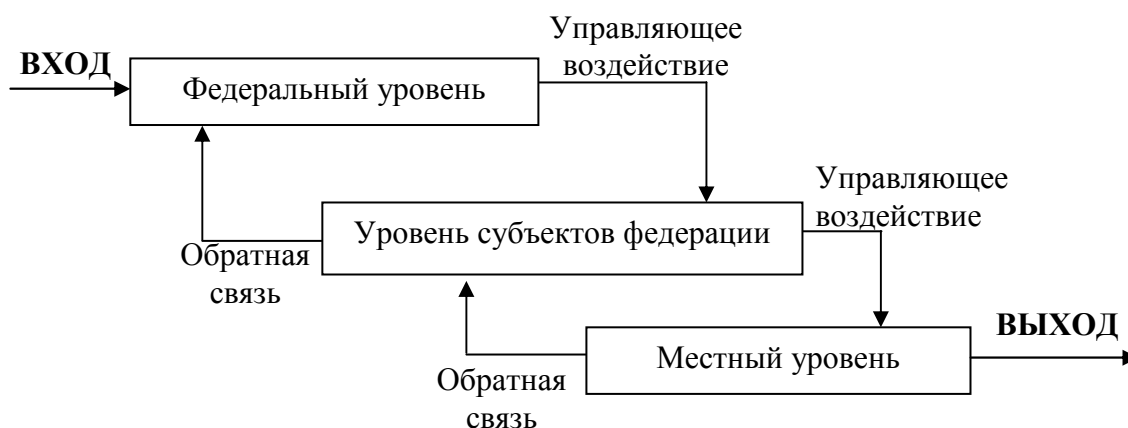 Управляющее
воздействие
ВХОД
Федеральный уровень
Управляющее
воздействие
Уровень субъектов федерации
Обратная
связь
ВЫХОД
Местный уровень
Обратная
связь